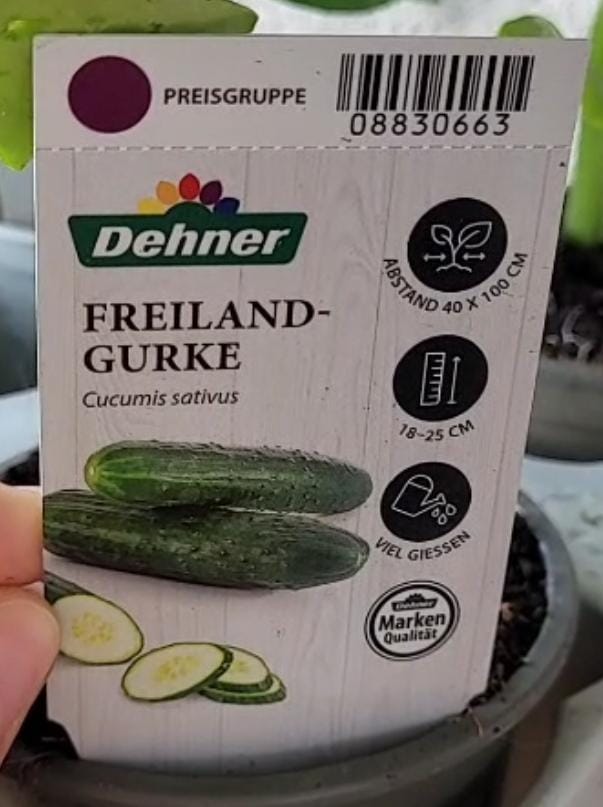 PREISGRUPPE
08830663
Dehner
FREILAND-
GURKE
Cucumis sativus
ABSTAND 40 X 100 CM
18-25 CM
VIEL GIESSEN
Dehner
Marken
Qualität